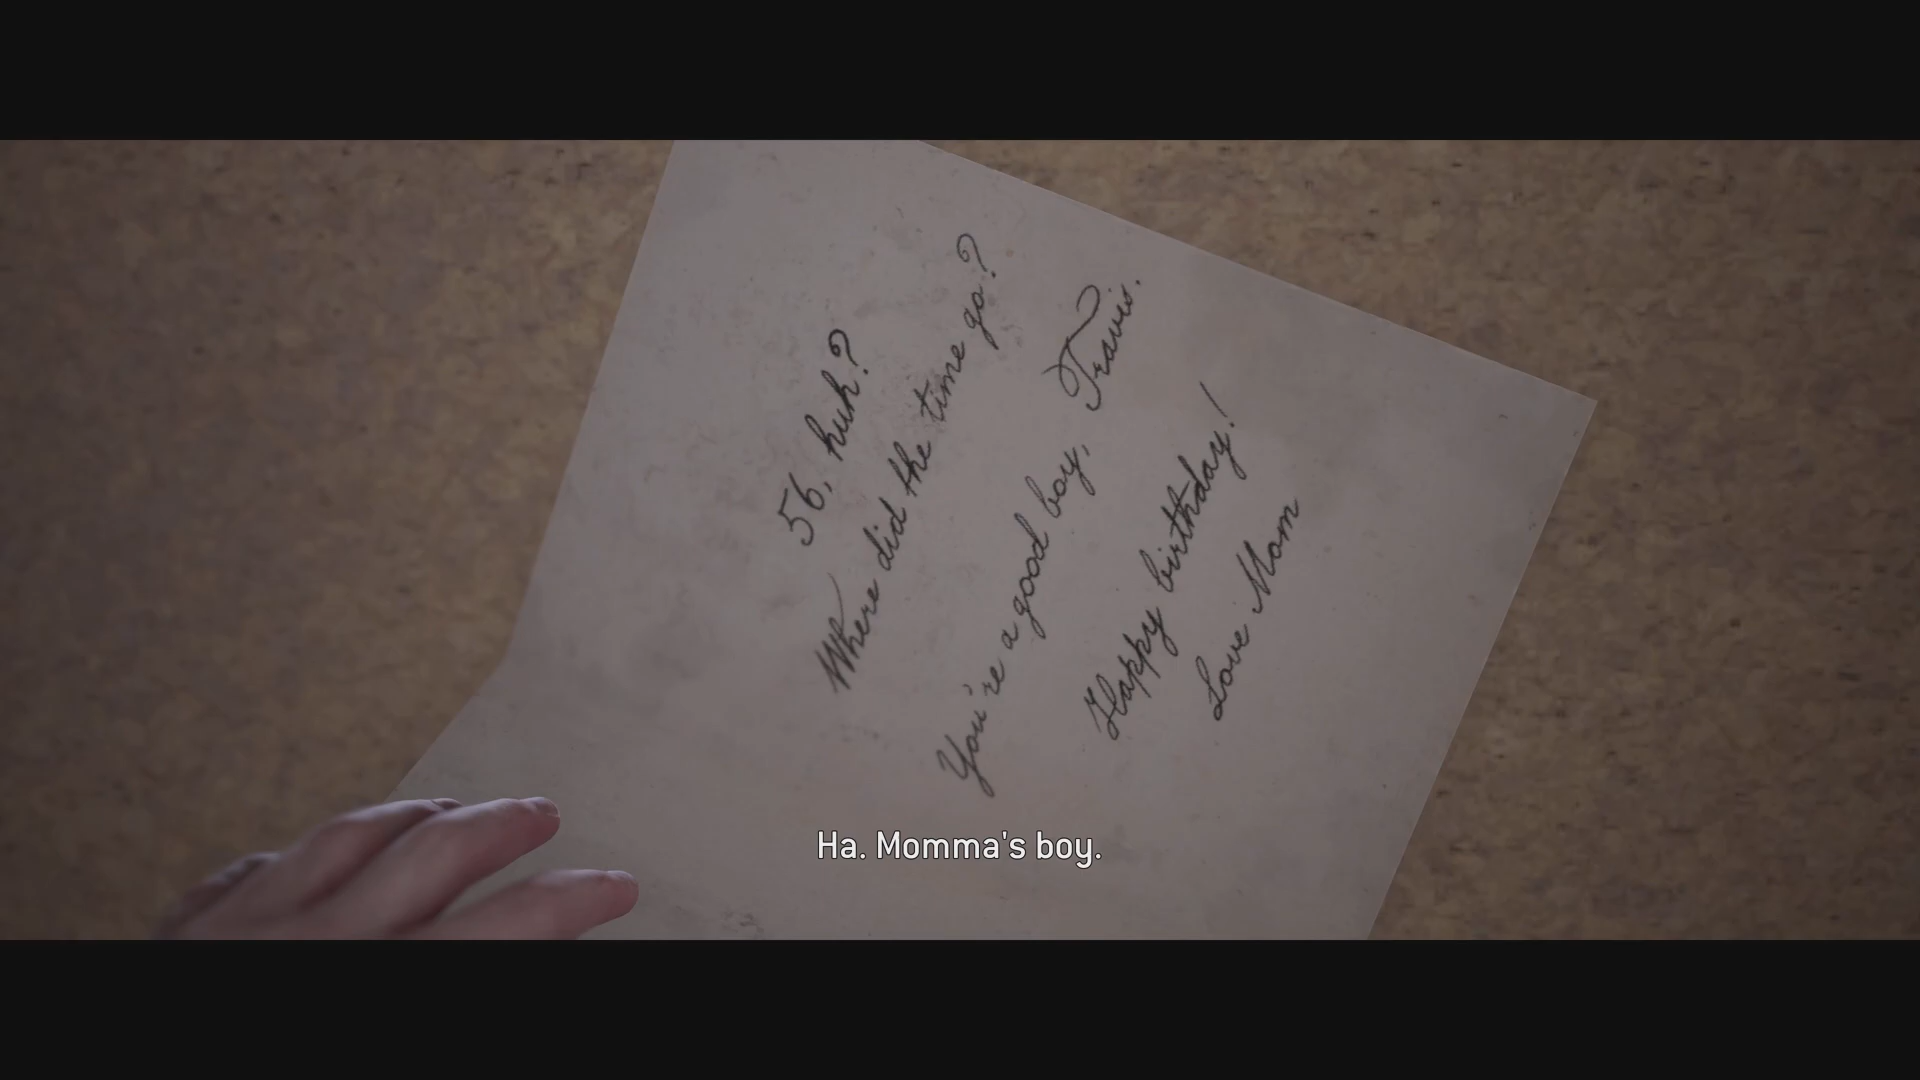 56, huh?
Where did the time go?
You're a good boy, Travis.
Happy birthday!
Love Mom
Ha. Momma's boy.